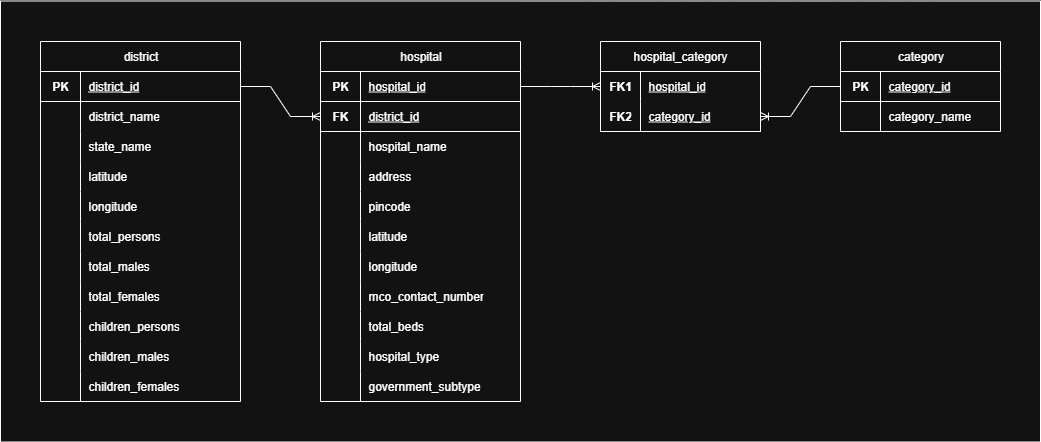 district
PK district_id
district_name
state_name
latitude
longitude
total_persons
total_males
total_females
children_persons
children_males
children_females
hospital
PK hospital_id
FK district_id
hospital_name
address
pincode
latitude
longitude
mco_contact_number
total_beds
hospital_type
government_subtype
hospital_category
FK1 hospital_id
FK2 category_id
category
PK category_id
category_name